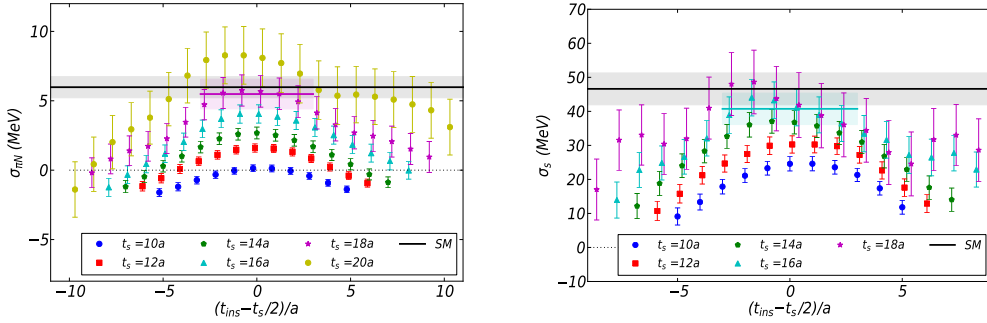 10
5
0
−5
σπN (MeV)
ts =10a
ts =12a
ts =14a
ts =16a
ts =18a
ts =20a
SM
−10 −5 0 5 10
(tins−ts/2)/a
70
60
50
40
30
20
10
0
−10
σs (MeV)
ts =10a
ts =12a
ts =14a
ts =16a
ts =18a
SM
−5 0 5
(tins−ts/2)/a